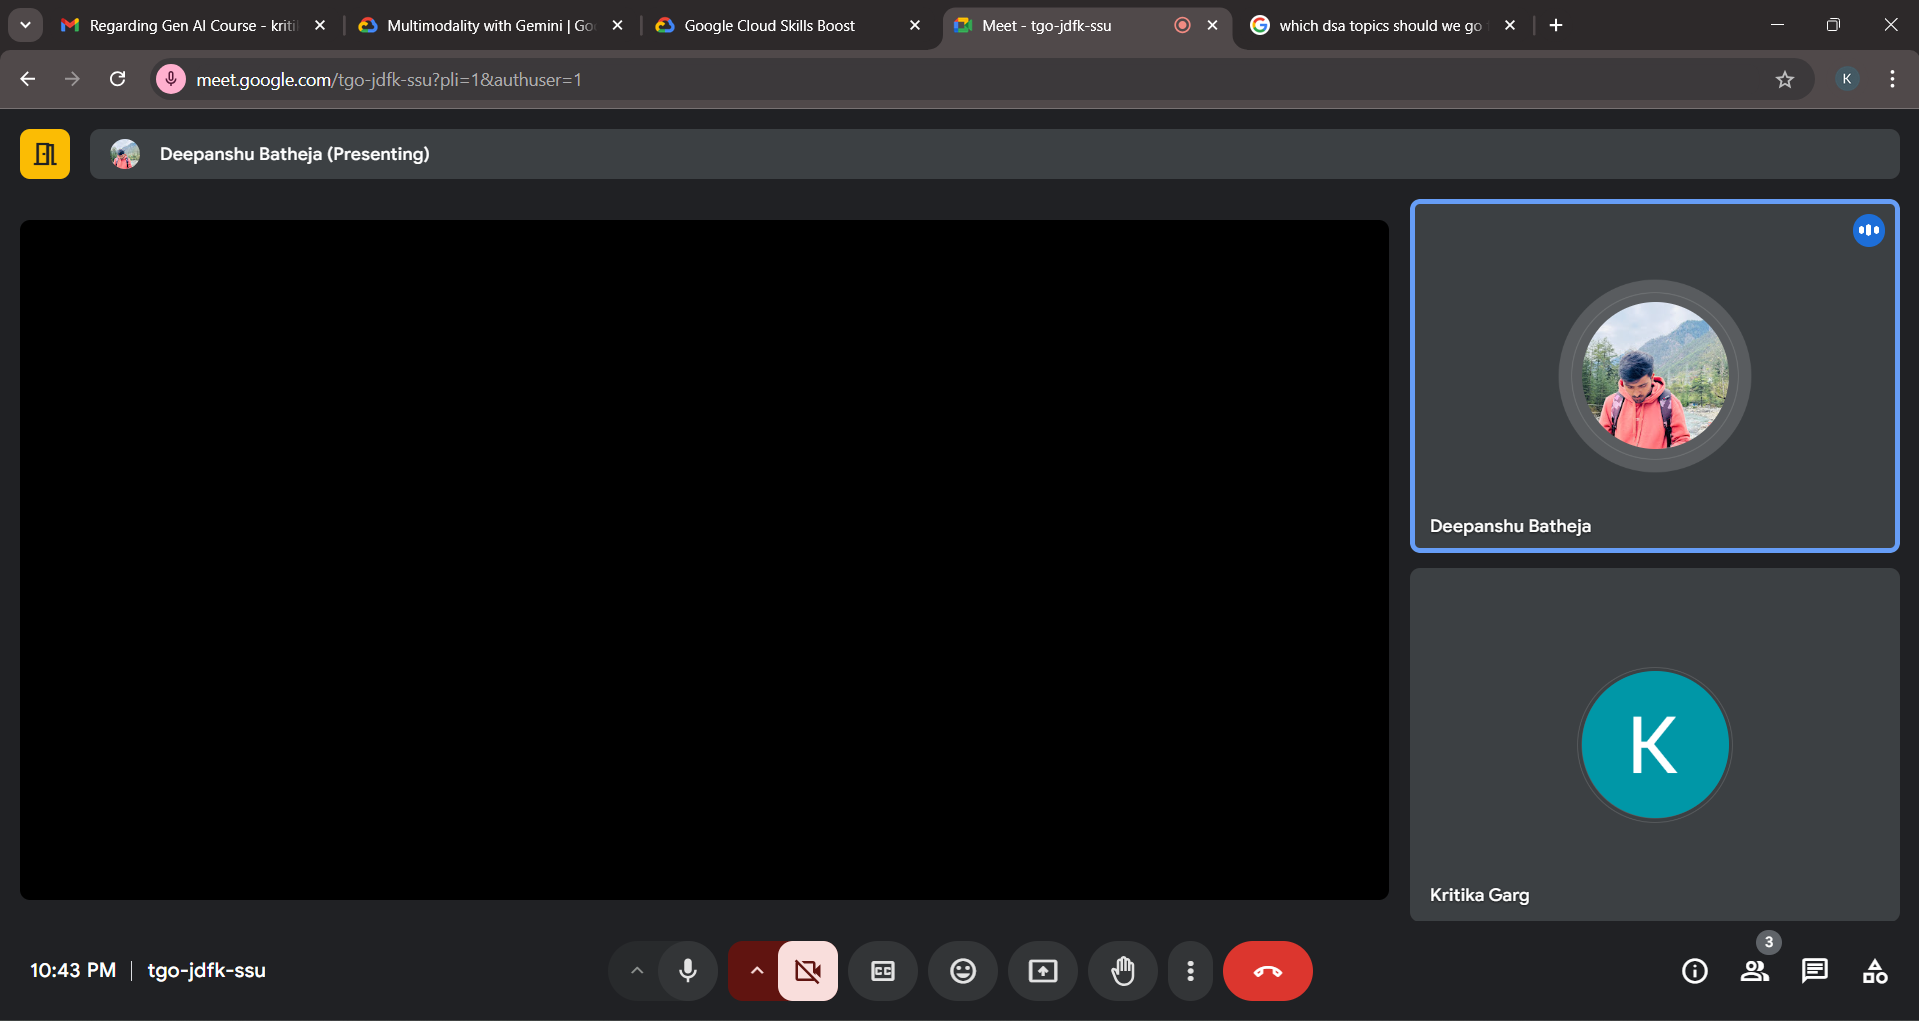 Regarding Gen AI Course - kriti
Multimodality with Gemini | Go
Google Cloud Skills Boost
Meet - tgo-jdfk-ssu
which dsa topics should we go
meet.google.com/tgo-jdfk-ssu?pli=1&authuser=1
K
Deepanshu Batheja (Presenting)
Deepanshu Batheja
K
Kritika Garg
10:43 PM | tgo-jdfk-ssu
CC
3